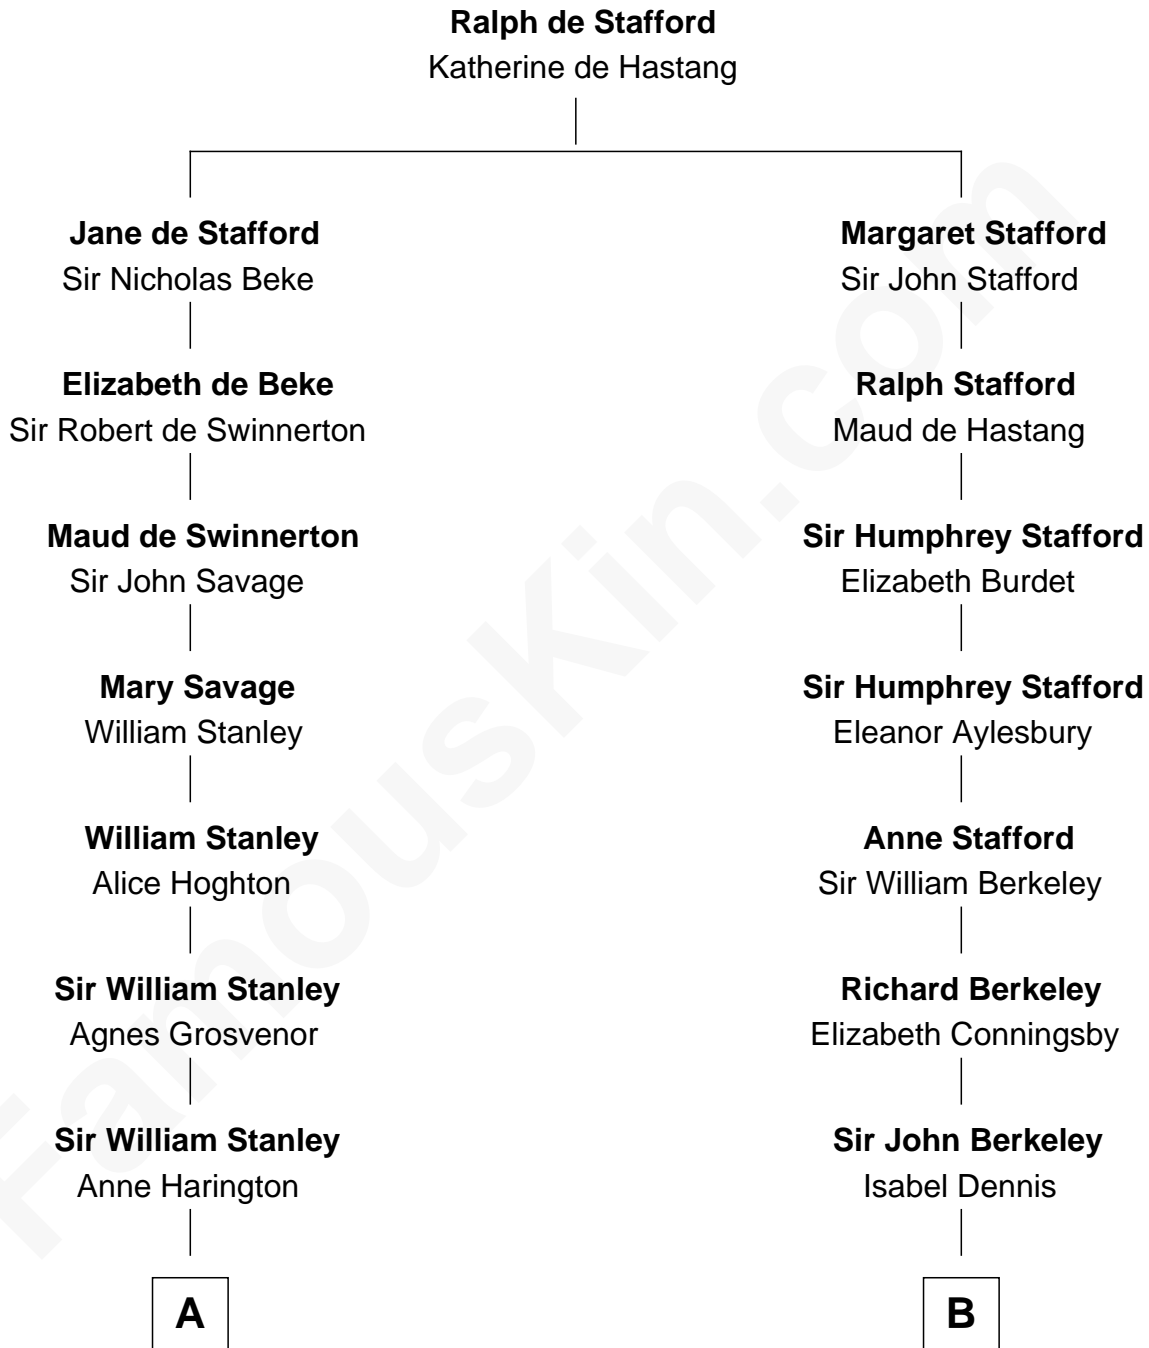 Ralph de Stafford
Katherine de Hastang
Jane de Stafford
Sir Nicholas Beke
Margaret Stafford
Sir John Stafford
Elizabeth de Beke
Sir Robert de Swinnerton
Ralph Stafford
Maud de Hastang
Maud de Swinnerton
Sir John Savage
Sir Humphrey Stafford
Elizabeth Burdet
Mary Savage
William Stanley
Sir Humphrey Stafford
Eleanor Aylesbury
William Stanley
Alice Hoghton
Anne Stafford
Sir William Berkeley
Sir William Stanley
Agnes Grosvenor
Richard Berkeley
Elizabeth Conningsby
Sir William Stanley
Anne Harington
Sir John Berkeley
Isabel Dennis
A
B
FamousKin.com